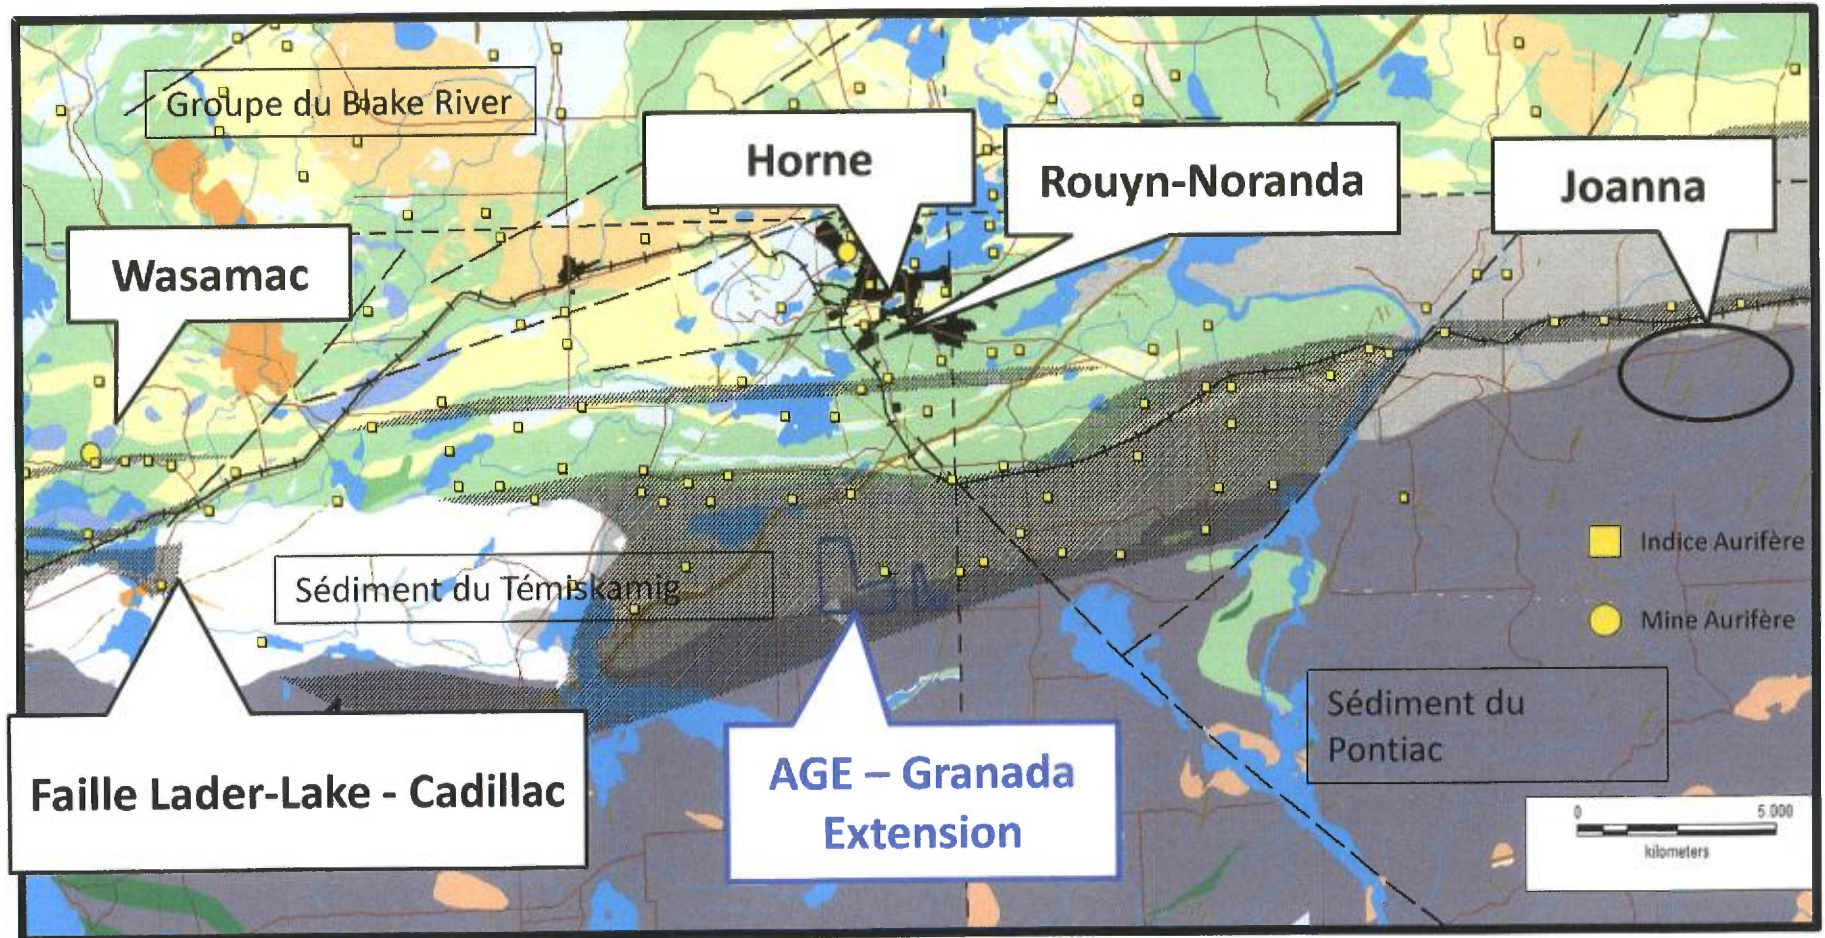 Groupe du Blake River
Horne
Rouyn-Noranda
Joanna
Wasamac
Indice Aurifère
Sédiment du Témiskamig
Mine Aurifère
Sédiment du
Pontiac
Faille Lader-Lake - Cadillac
AGE – Granada
Extension
0 5.000
kilometers